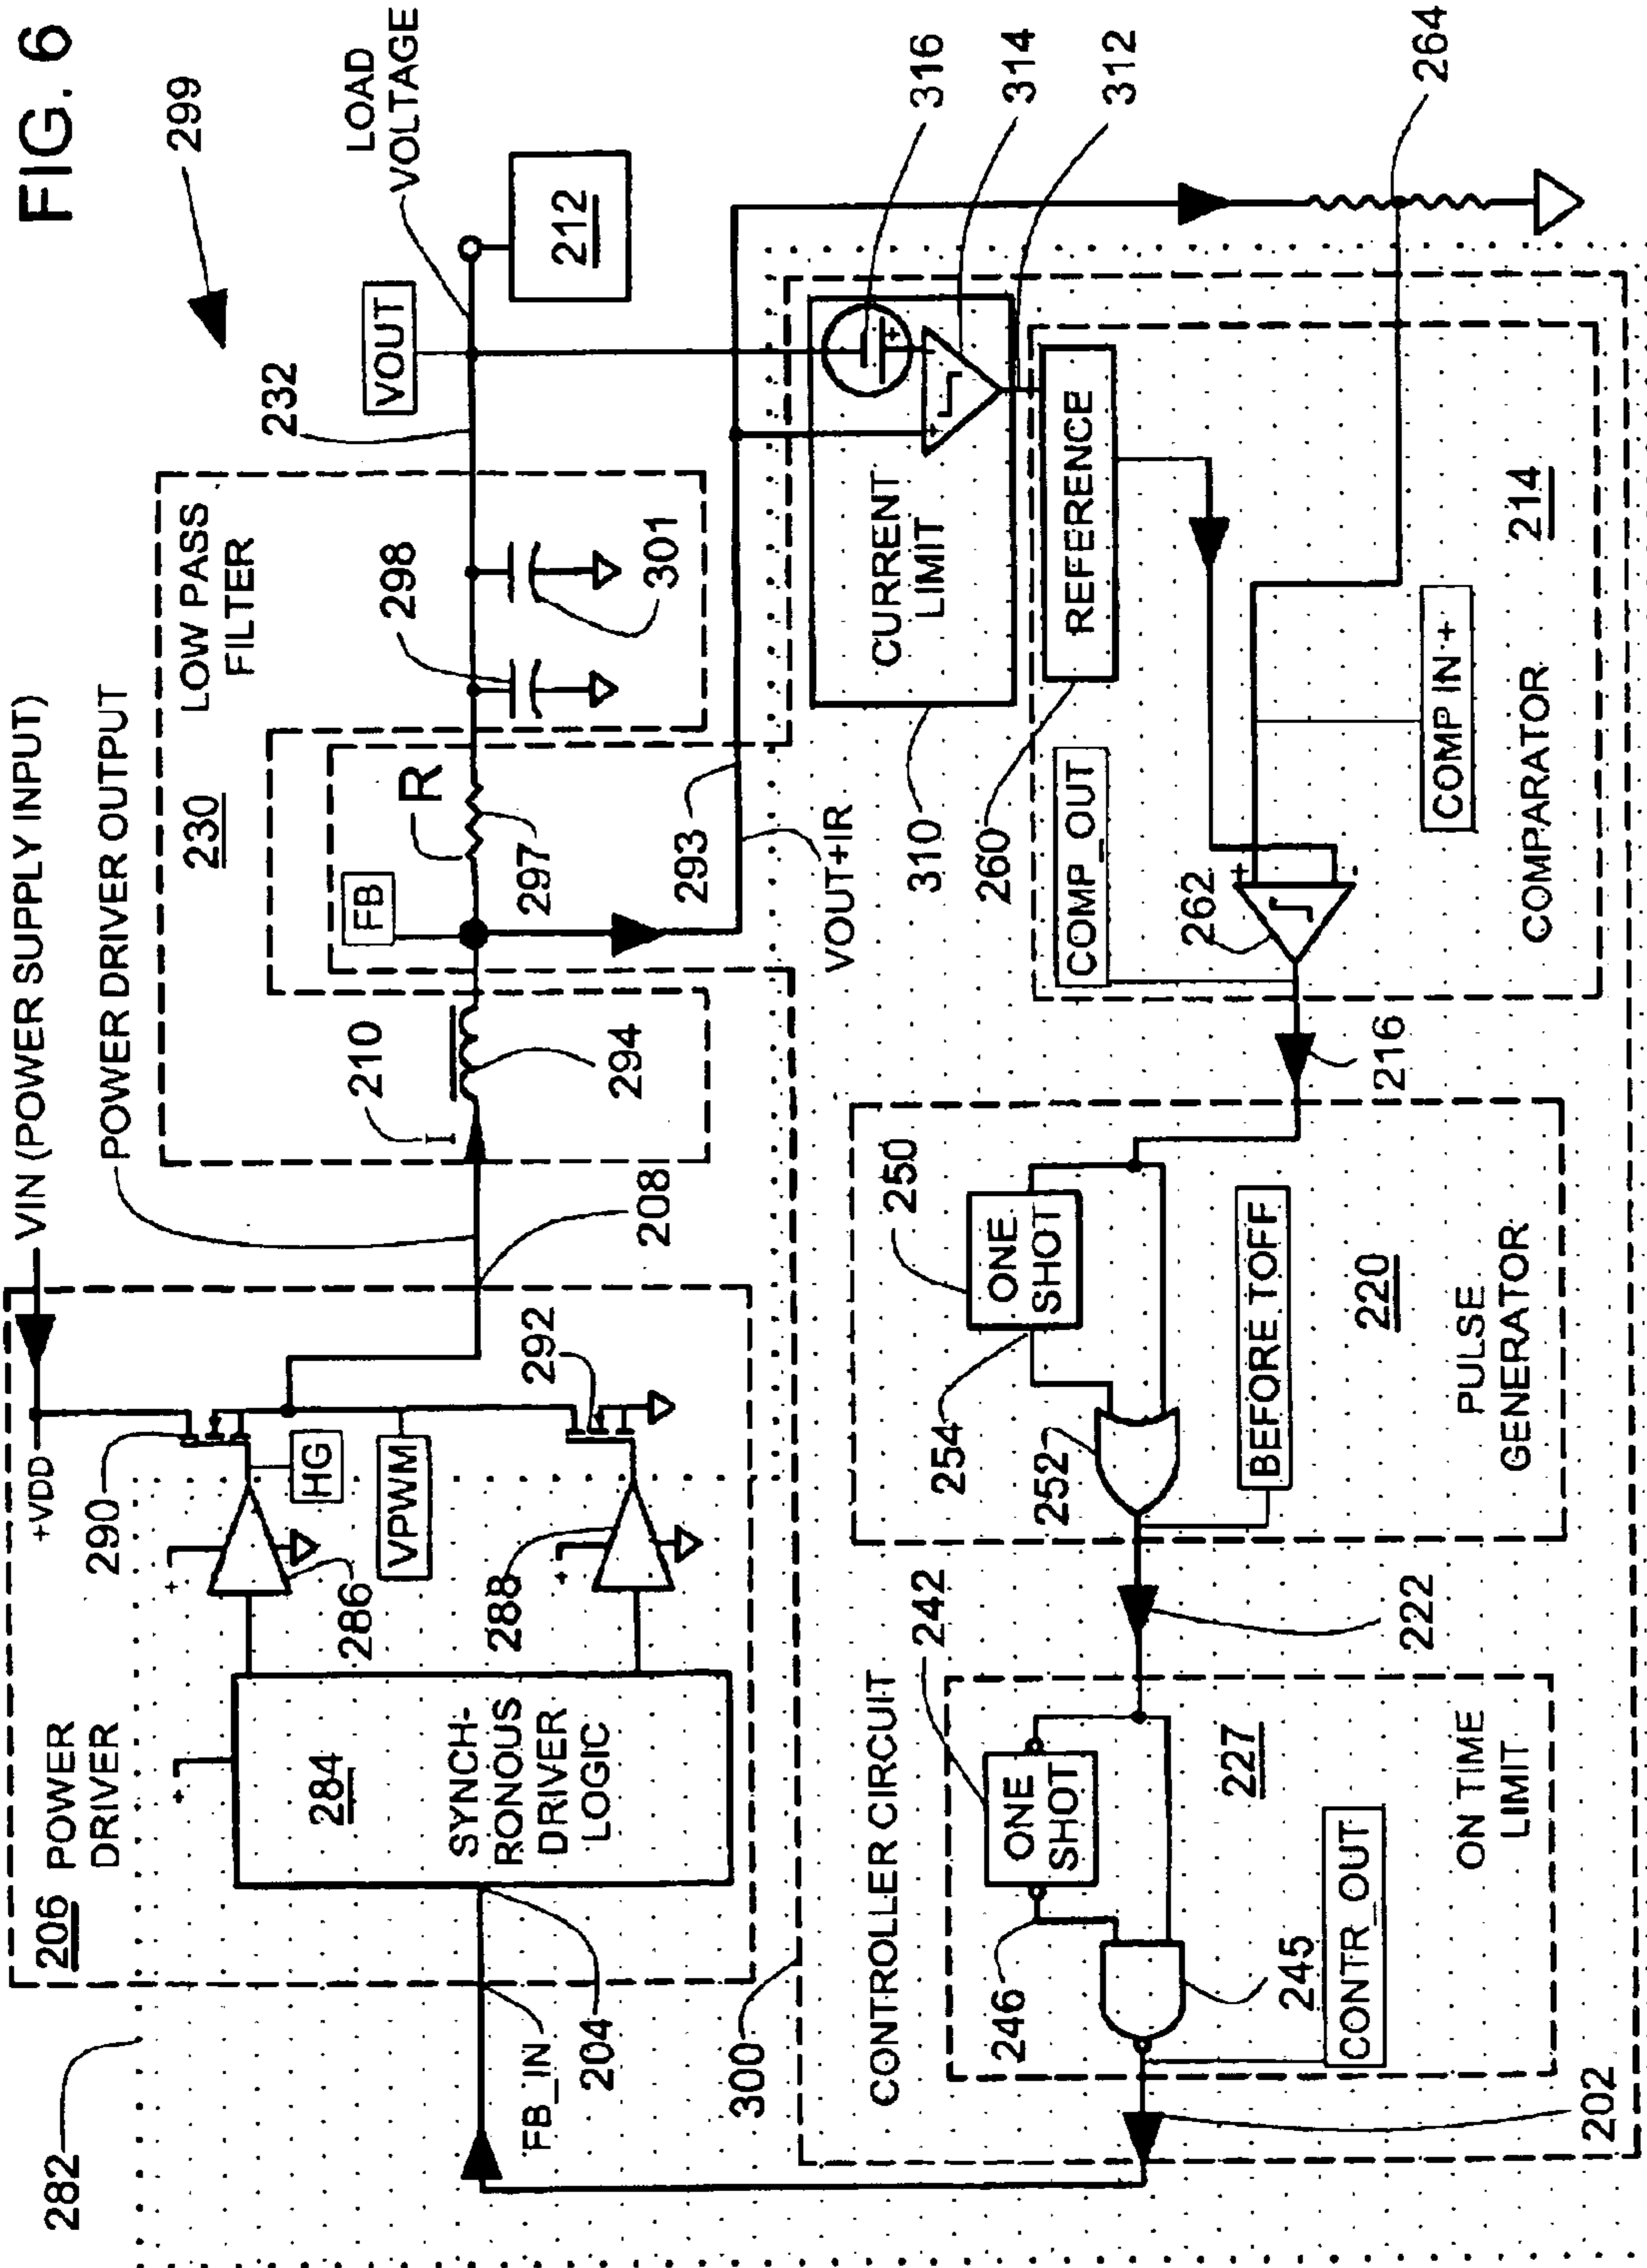 FIG. 6
299
282
VIN (POWER SUPPLY INPUT)
POWER DRIVER OUTPUT
+VDD
206 POWER
DRIVER
284
SYNCH-
RONOUS
DRIVER
LOGIC
+
286
+
288
+
290
HG
VPWM
292
208
204
FB_IN
LOW PASS
FILTER
230
210
I
294
FB
R
297
298
301
232
VOUT
LOAD
VOLTAGE
212
293
VOUT+IR
300
CONTROLLER CIRCUIT
CURRENT
LIMIT
310
+
+
316
314
312
264
REFERENCE
260
COMP_OUT
262
+
-
COMP IN +
COMPARATOR
214
216
250
ONE
SHOT
254
252
BEFORE TOFF
220
PULSE
GENERATOR
222
242
ONE
SHOT
246
245
227
ON TIME
LIMIT
CONTR_OUT
202